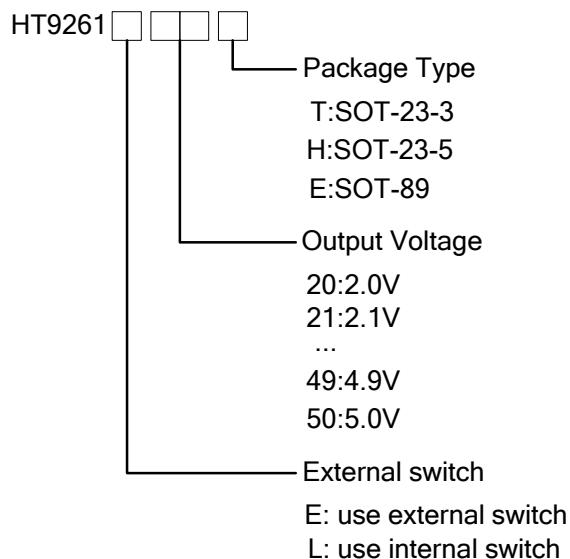 HT9261
Package Type
T:SOT-23-3
H:SOT-23-5
E:SOT-89
Output Voltage
20:2.0V
21:2.1V
...
49:4.9V
50:5.0V
External switch
E: use external switch
L: use internal switch